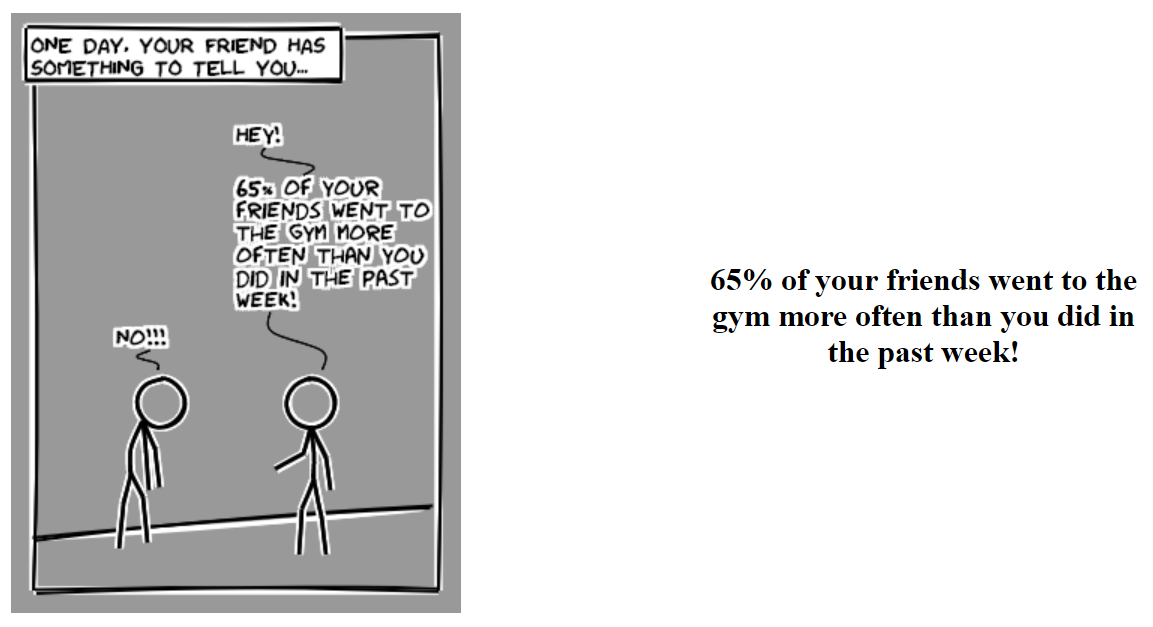 ONE DAY, YOUR FRIEND HAS
SOMETHING TO TELL YOU...
HEY!
65% OF YOUR
FRIENDS WENT TO
THE GYM MORE
OFTEN THAN YOU
DID IN THE PAST
WEEK!
NO!!!
65% of your friends went to the
gym more often than you did in
the past week!